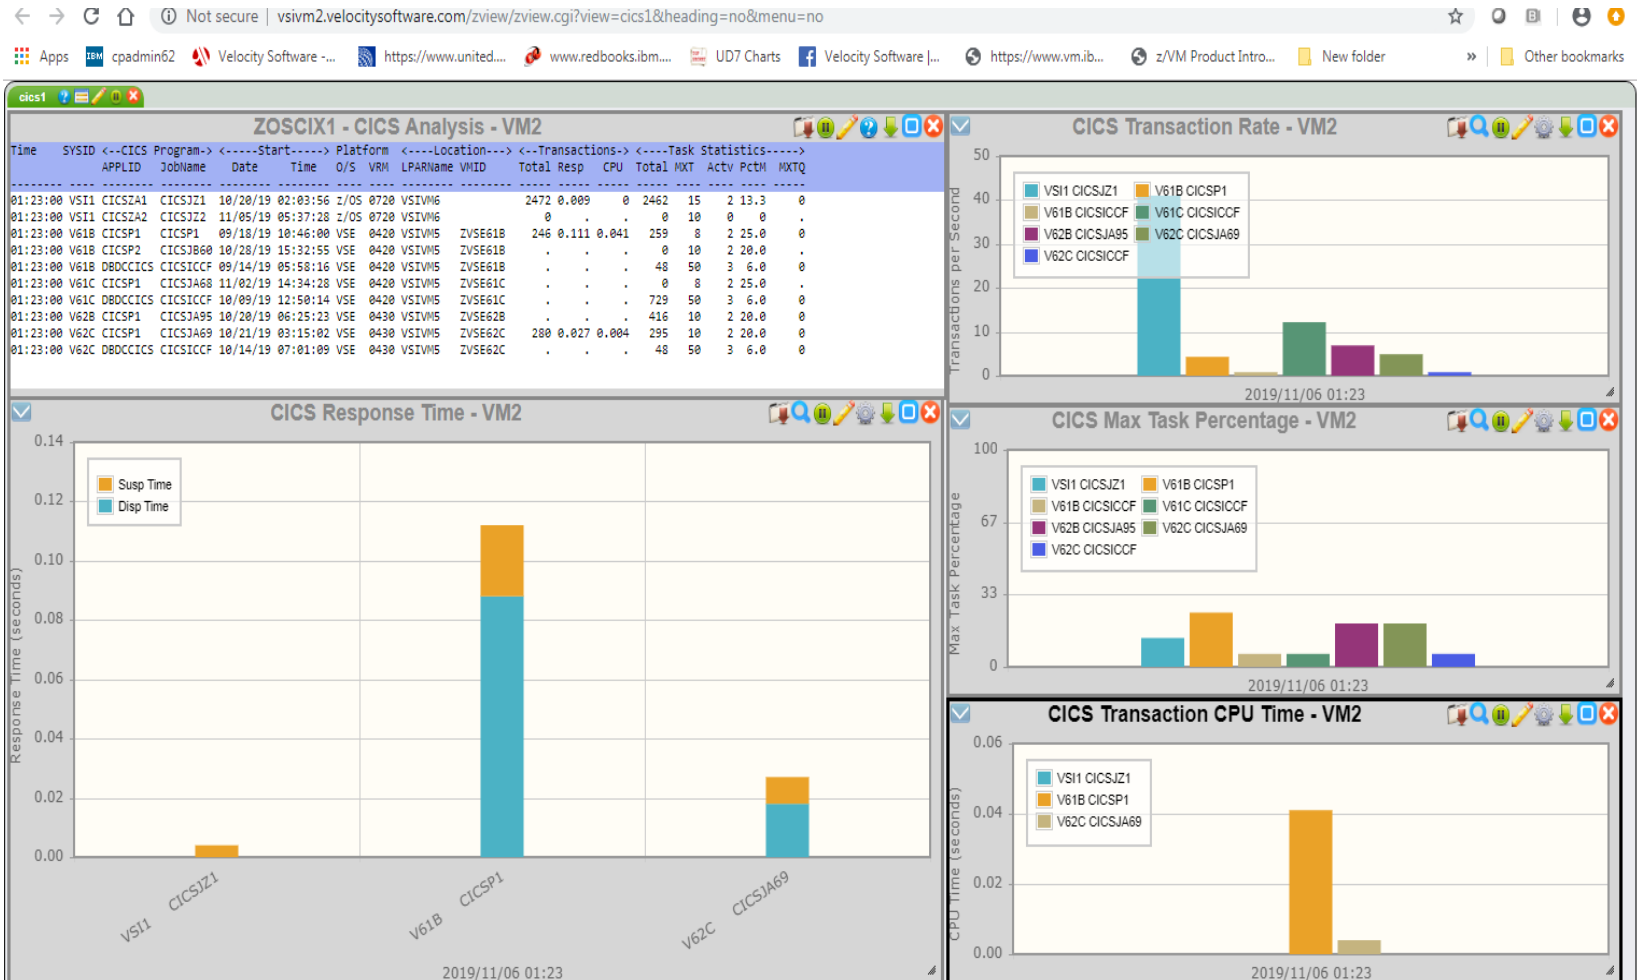 Not secure | vsivm2.velocitysoftware.com/zview/zview.cgi?view=cics1&heading=no&menu=no
Apps IBM cpadmin62 Velocity Software -... https://www.united.... www.redbooks.ibm.... UD7 Charts Velocity Software |... https://www.vm.ib... z/VM Product Intro... New folder » Other bookmarks
cics1
ZOSCIX1 - CICS Analysis - VM2
Time SYSID <--CICS Program-> <-----Start-----> Platform <----Location---> <--Transactions-> <----Task Statistics----->
APPLID JobName Date Time O/S VRM LPARName VMID Total Resp CPU Total MXT Actv PctM MXTQ
01:23:00 VSI1 CICSZA1 CICSJZ1 10/20/19 02:03:56 z/OS 0720 VSIVM6 2472 0.009 0 2462 15 2 13.3 0
01:23:00 VSI1 CICSZA2 CICSJZ2 11/05/19 05:37:28 z/OS 0720 VSIVM6 0 . . 0 10 0 0 .
01:23:00 V61B CICSP1 CICSP1 09/18/19 10:46:00 VSE 0420 VSIVM5 ZVSE61B 246 0.111 0.041 259 8 2 25.0 0
01:23:00 V61B CICSP2 CICSJB60 10/28/19 15:32:55 VSE 0420 VSIVM5 ZVSE61B . . . 0 10 2 20.0 .
01:23:00 V61B DBDCCICS CICSICCF 09/14/19 05:58:16 VSE 0420 VSIVM5 ZVSE61B . . . 48 50 3 6.0 0
01:23:00 V61C CICSP1 CICSJA68 11/02/19 14:34:28 VSE 0420 VSIVM5 ZVSE61C . . . 0 8 2 25.0 .
01:23:00 V61C DBDCCICS CICSICCF 10/09/19 12:50:14 VSE 0420 VSIVM5 ZVSE61C . . . 729 50 3 6.0 0
01:23:00 V62B CICSP1 CICSJA95 10/20/19 06:25:23 VSE 0430 VSIVM5 ZVSE62B . . . 416 10 2 20.0 0
01:23:00 V62C CICSP1 CICSJA69 10/21/19 03:15:02 VSE 0430 VSIVM5 ZVSE62C 280 0.027 0.004 295 10 2 20.0 0
01:23:00 V62C DBDCCICS CICSICCF 10/14/19 07:01:09 VSE 0430 VSIVM5 ZVSE62C . . . 48 50 3 6.0 0
CICS Transaction Rate - VM2
Transactions per Second
50
40
30
20
10
0
VSI1 CICSJZ1 V61B CICSP1
V61B CICSICCF V61C CICSICCF
V62B CICSJA95 V62C CICSJA69
V62C CICSICCF
2019/11/06 01:23
CICS Response Time - VM2
Response Time (seconds)
0.14
0.12
0.10
0.08
0.06
0.04
0.02
0.00
Susp Time
Disp Time
VSI1 CICSJZ1
V61B CICSP1
V62C CICSJA69
2019/11/06 01:23
CICS Max Task Percentage - VM2
Max Task Percentage
100
67
33
0
VSI1 CICSJZ1 V61B CICSP1
V61B CICSICCF V61C CICSICCF
V62B CICSJA95 V62C CICSJA69
V62C CICSICCF
2019/11/06 01:23
CICS Transaction CPU Time - VM2
CPU Time (seconds)
0.06
0.04
0.02
0.00
VSI1 CICSJZ1
V61B CICSP1
V62C CICSJA69
2019/11/06 01:23